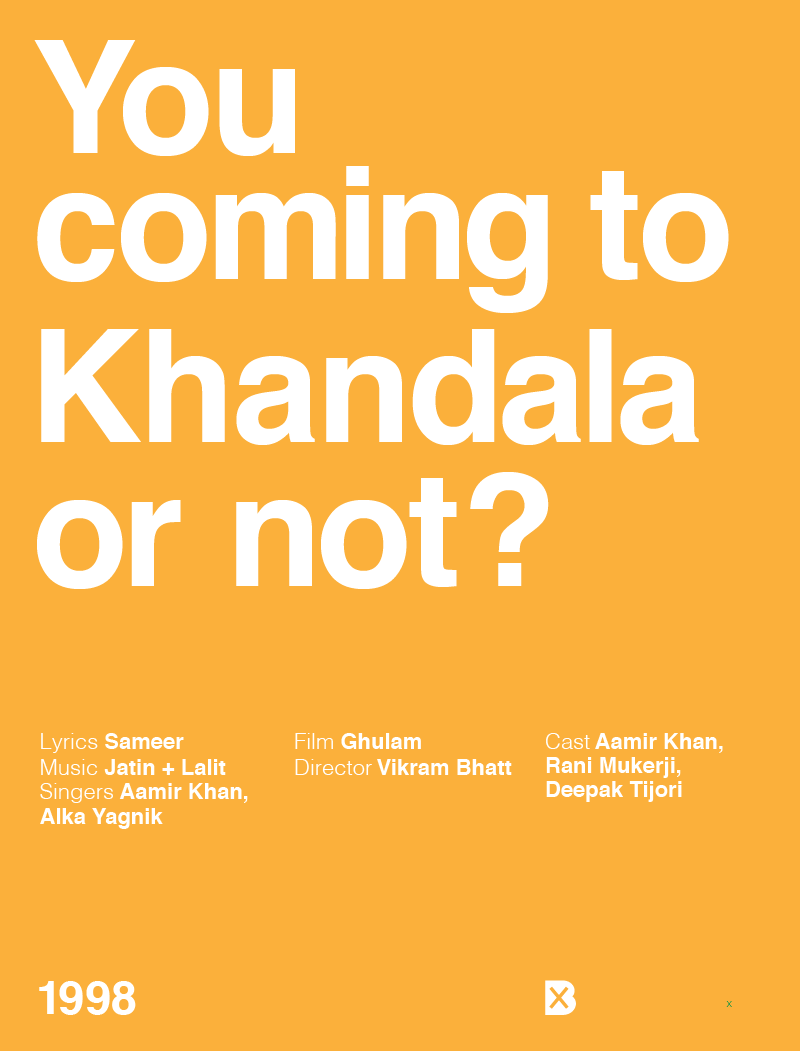 You
coming to
Khandala
or not?
Lyrics Sameer
Music Jatin + Lalit
Singers Aamir Khan,
Alka Yagnik
Film Ghulam
Director Vikram Bhatt
Cast Aamir Khan,
Rani Mukerji,
Deepak Tijori
1998
BX
x